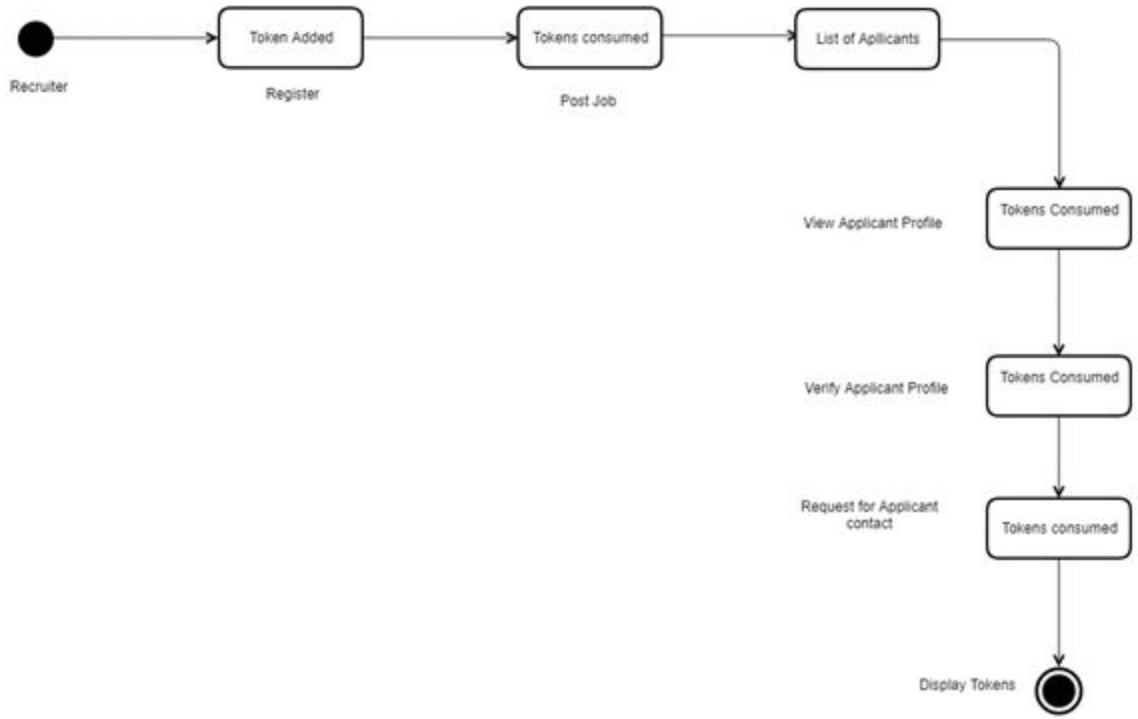 Token Added
Tokens consumed
List of Apllicants
Recruiter
Register
Post Job
View Applicant Profile
Tokens Consumed
Verify Applicant Profile
Tokens Consumed
Request for Applicant
contact
Tokens consumed
Display Tokens